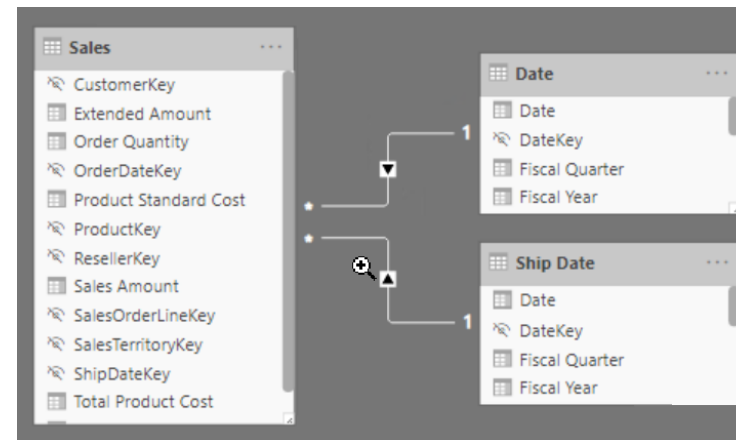 Sales
CustomerKey
Extended Amount
Order Quantity
OrderDateKey
Product Standard Cost
ProductKey
ResellerKey
Sales Amount
SalesOrderLineKey
SalesTerritoryKey
ShipDateKey
Total Product Cost
*
*
1
1
Date
Date
DateKey
Fiscal Quarter
Fiscal Year
Ship Date
Date
DateKey
Fiscal Quarter
Fiscal Year